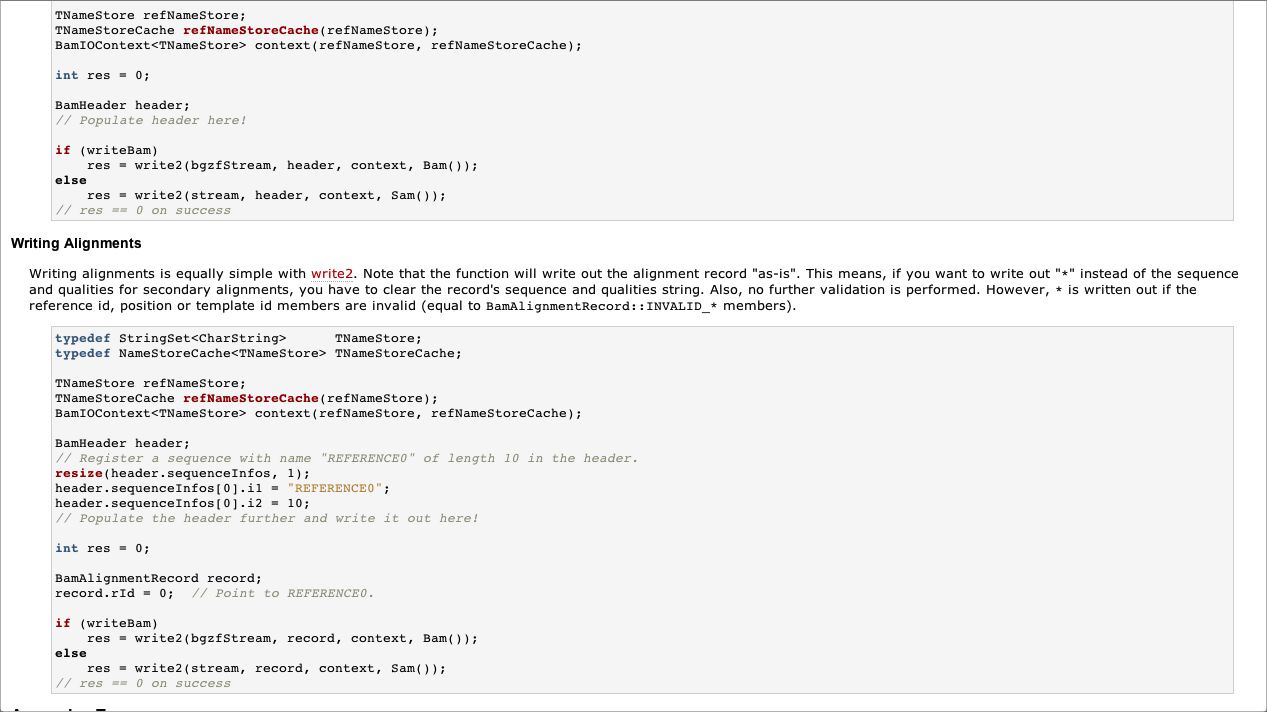 TNameStore refNameStore;
TNameStoreCache refNameStoreCache(refNameStore);
BamIOContext<TNameStore> context(refNameStore, refNameStoreCache);
int res = 0;
BamHeader header;
// Populate header here!
if (writeBam)
    res = write2(bgzfStream, header, context, Bam());
else
    res = write2(stream, header, context, Sam());
// res == 0 on success
Writing Alignments
Writing alignments is equally simple with write2. Note that the function will write out the alignment record "as-is". This means, if you want to write out "*" instead of the sequence
and qualities for secondary alignments, you have to clear the record's sequence and qualities string. Also, no further validation is performed. However, * is written out if the
reference id, position or template id members are invalid (equal to BamAlignmentRecord::INVALID_* members).
typedef StringSet<CharString>      TNameStore;
typedef NameStoreCache<TNameStore> TNameStoreCache;
TNameStore refNameStore;
TNameStoreCache refNameStoreCache(refNameStore);
BamIOContext<TNameStore> context(refNameStore, refNameStoreCache);
BamHeader header;
// Register a sequence with name "REFERENCE0" of length 10 in the header.
resize(header.sequenceInfos, 1);
header.sequenceInfos[0].i1 = "REFERENCE0";
header.sequenceInfos[0].i2 = 10;
// Populate the header further and write it out here!
int res = 0;
BamAlignmentRecord record;
record.rId = 0;  // Point to REFERENCE0.
if (writeBam)
    res = write2(bgzfStream, record, context, Bam());
else
    res = write2(stream, record, context, Sam());
// res == 0 on success